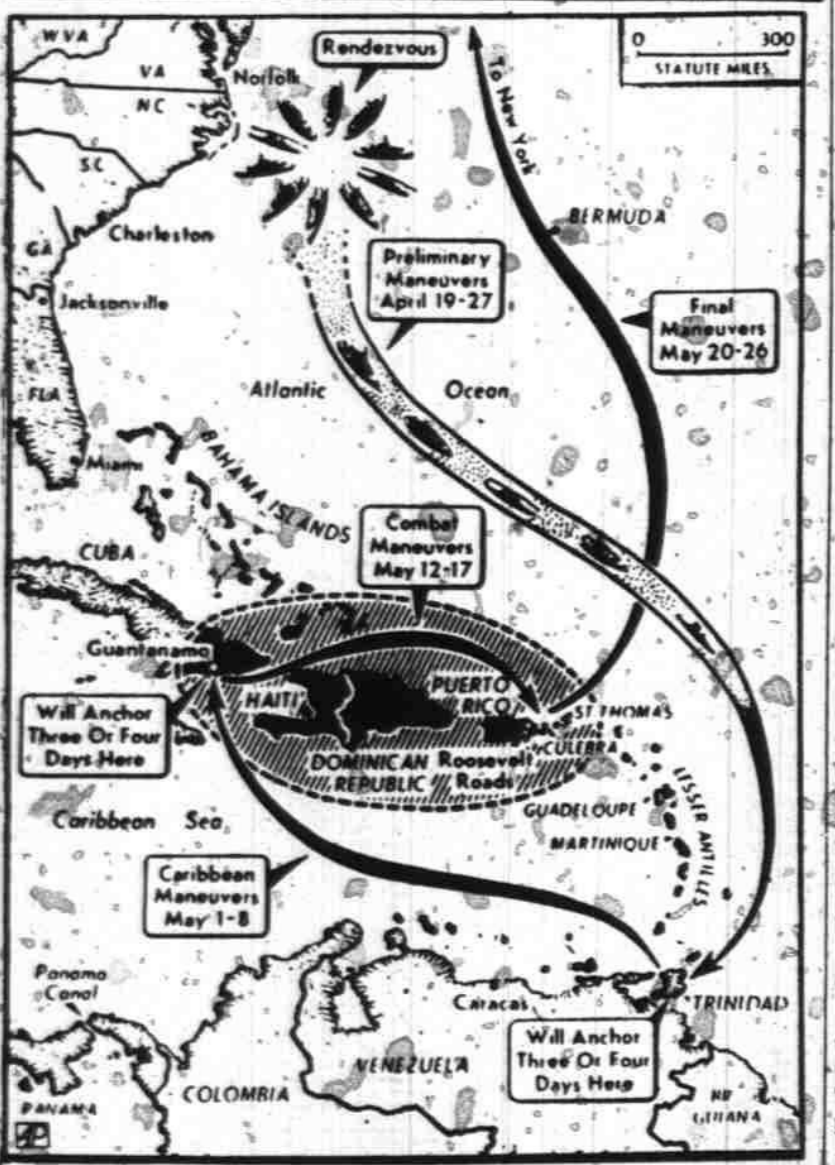 W VA
VA
NC
S.C
GA
FLA
Norfolk
Rendezvous
0 300
STATUTE MILES
To New York
BERMUDA
Charleston
Preliminary
Maneuvers
April 19-27
Jacksonville
Final
Maneuvers
May 20-26
Atlantic Ocean
Miami
BAHAMA ISLANDS
CUBA
Combat
Maneuvers
May 12-17
Guantanamo
HAITI
PUERTO
RICO
ST THOMAS
CULEBRA
Will Anchor
Three Or Four
Days Here
DOMINICAN
REPUBLIC
Roosevelt
Roads
GUADELOUPE
MARTINIQUE
LESSER ANTILLES
Caribbean Sea
Caribbean
Maneuvers
May 1-8
Panama
Canal
Caracas
TRINIDAD
Will Anchor
Three Or Four
Days Here
VENEZUELA
COLOMBIA
PANAMA
BR
GUIANA
AP